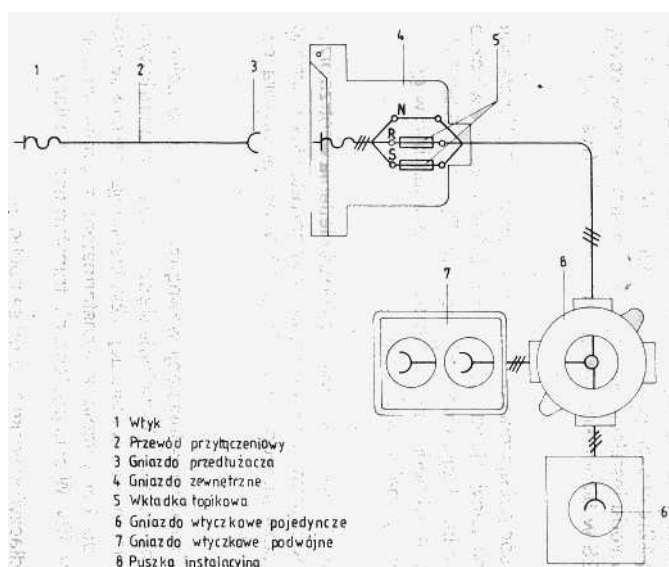 1 2 3 4 5
N
R
S
7 8
6
1 Wtyk
2 Przewód przyłączeniowy
3 Gniazdo przedłużacza
4 Gniazdo zewnętrzne
5 Wkładka topikowa
6 Gniazdo wtyczkowe pojedyncze
7 Gniazdo wtyczkowe podwójne
8 Puszka instalacyjna